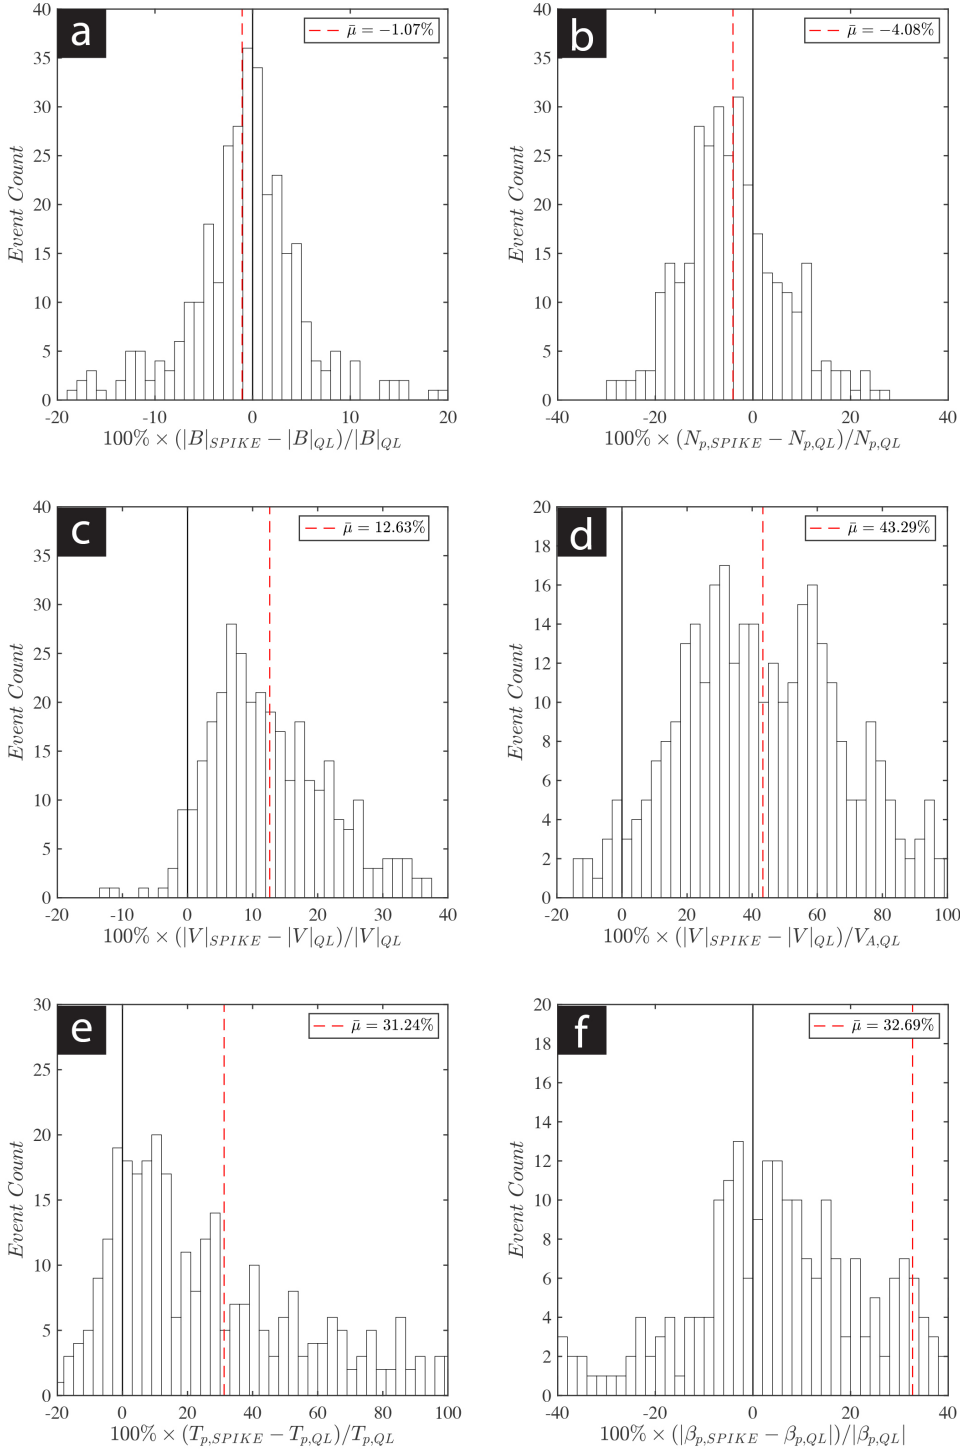 a
μ̄ = −1.07%
40
35
30
25
20
15
10
5
0
Event Count
-20 -10 0 10 20
100% × (|B|SPIKE − |B|QL)/|B|QL
b
μ̄ = −4.08%
40
35
30
25
20
15
10
5
0
Event Count
-40 -20 0 20 40
100% × (Np,SPIKE − Np,QL)/Np,QL
c
μ̄ = 12.63%
40
35
30
25
20
15
10
5
0
Event Count
-20 -10 0 10 20 30 40
100% × (|V|SPIKE − |V|QL)/|V|QL
d
μ̄ = 43.29%
20
18
16
14
12
10
8
6
4
2
0
Event Count
-20 0 20 40 60 80 100
100% × (|V|SPIKE − |V|QL)/VA,QL
e
μ̄ = 31.24%
30
25
20
15
10
5
0
Event Count
-20 0 20 40 60 80 100
100% × (Tp,SPIKE − Tp,QL)/Tp,QL
f
μ̄ = 32.69%
20
18
16
14
12
10
8
6
4
2
0
Event Count
-40 -20 0 20 40
100% × (|βp,SPIKE − βp,QL|)/|βp,QL|